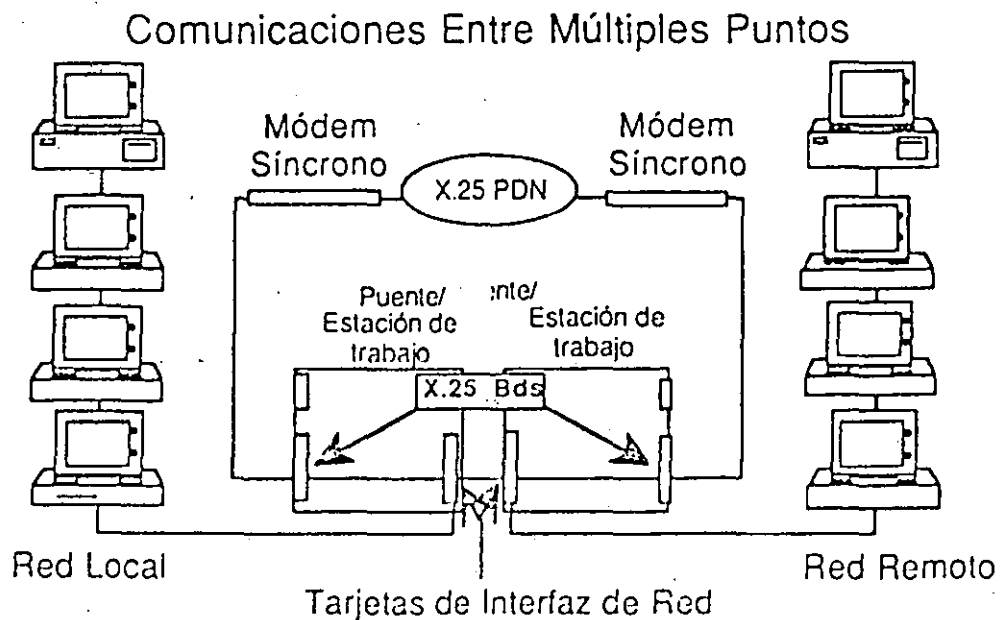 Comunicaciones Entre Múltiples Puntos
Módem
Síncrono
X.25 PDN
Módem
Síncrono
Puente/
Estación de
trabajo
nte/
Estación de
trabajo
X.25 Bds
Red Local
Red Remoto
Tarjetas de Interfaz de Red